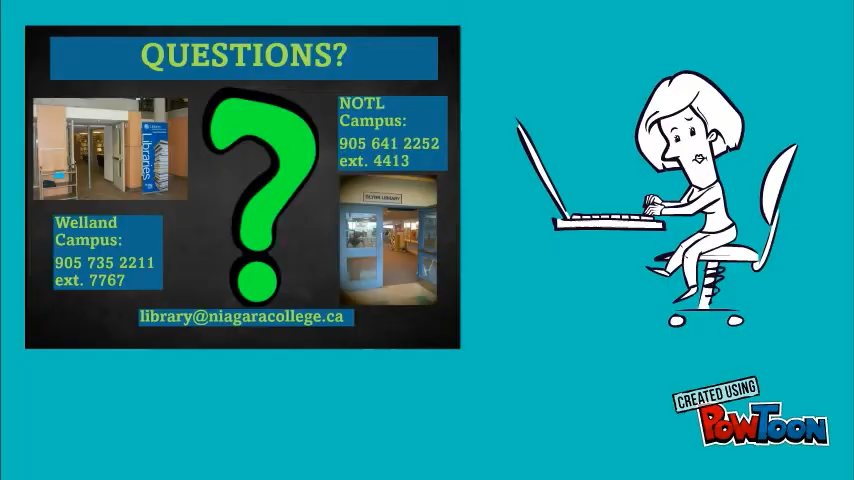 QUESTIONS?
NOTL
Campus:
905 641 2252
ext. 4413
Libraries
Welland
Campus:
905 735 2211
ext. 7767
library@niagaracollege.ca
CREATED USING
POWTOON